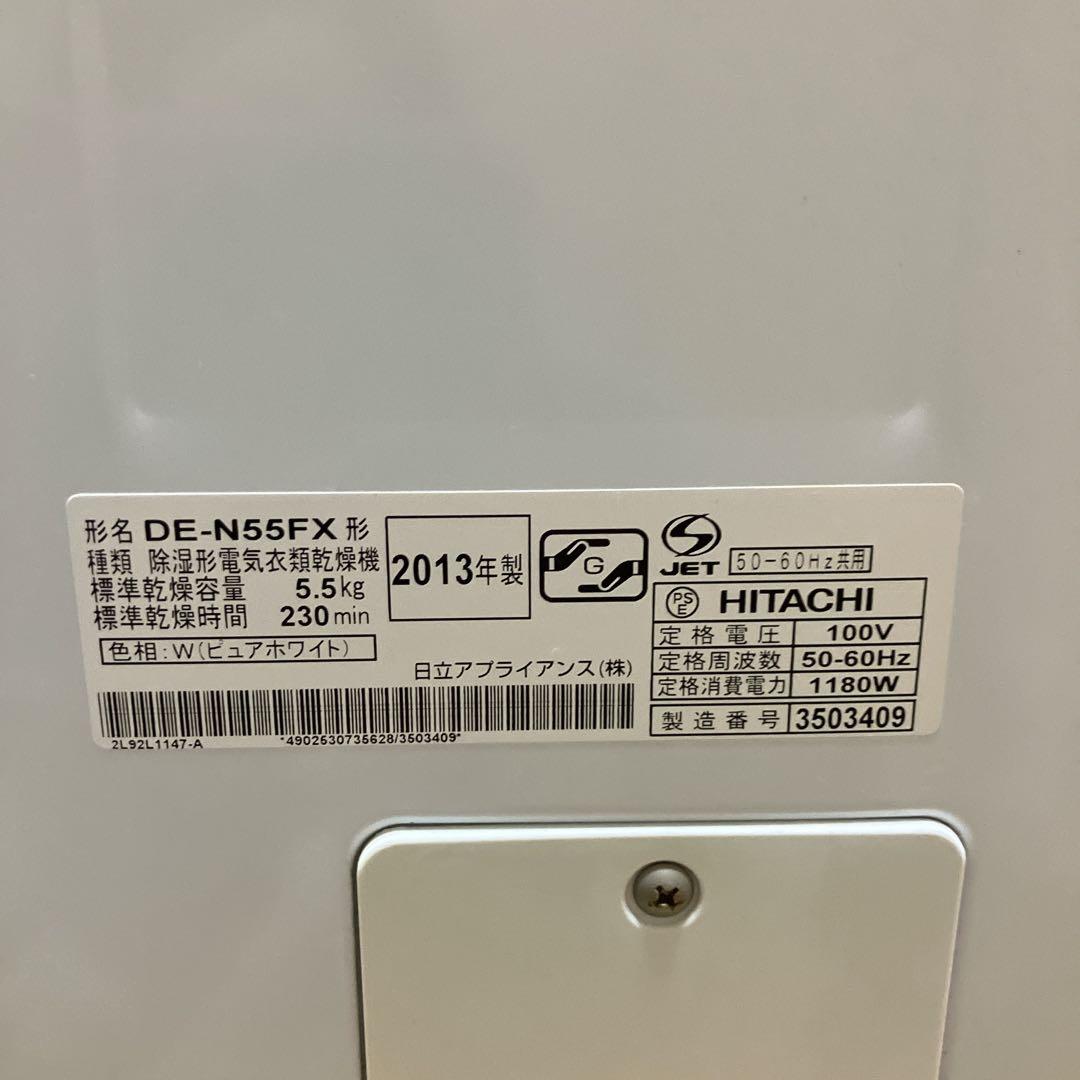 形名 DE-N55FX 形
種類 除湿形電気衣類乾燥機
標準乾燥容量 5.5kg
標準乾燥時間 230min
色相:W(ピュアホワイト)
2013年製
G
JET
50-60Hz共用
PS
E
HITACHI
定格電圧 100V
定格周波数 50-60Hz
定格消費電力 1180W
製造番号 3503409
日立アプライアンス(株)
2L92L1147-A
*4902530735628/3503409*